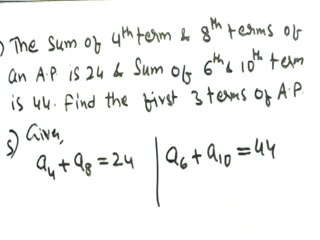 ) The Sum of 4th term & 8th terms of
an A.P. is 24 & Sum of 6th & 10th term
is 44. find the first 3 terms of A.P.
s) Given,
a₄ + a₈ = 24 | a₆ + a₁₀ = 44